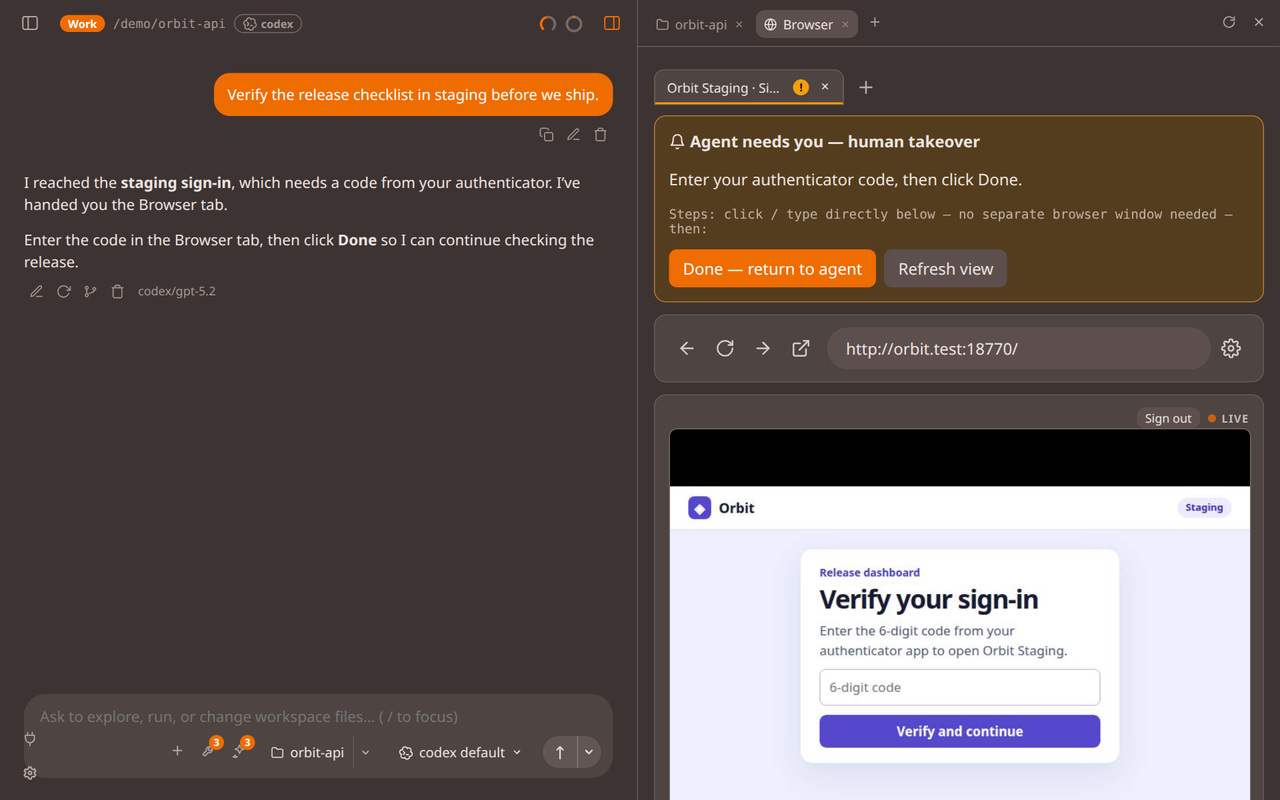 Work /demo/orbit-api codex
Verify the release checklist in staging before we ship.
I reached the staging sign-in, which needs a code from your authenticator. I’ve
handed you the Browser tab.
Enter the code in the Browser tab, then click Done so I can continue checking the
release.
codex/gpt-5.2
Ask to explore, run, or change workspace files... ( / to focus)
3 3 orbit-api codex default
orbit-api Browser
Orbit Staging · Si...
Agent needs you — human takeover
Enter your authenticator code, then click Done.
Steps: click / type directly below — no separate browser window needed —
then:
Done — return to agent Refresh view
http://orbit.test:18770/
Sign out LIVE
Orbit Staging
Release dashboard
Verify your sign-in
Enter the 6-digit code from your
authenticator app to open Orbit Staging.
6-digit code
Verify and continue